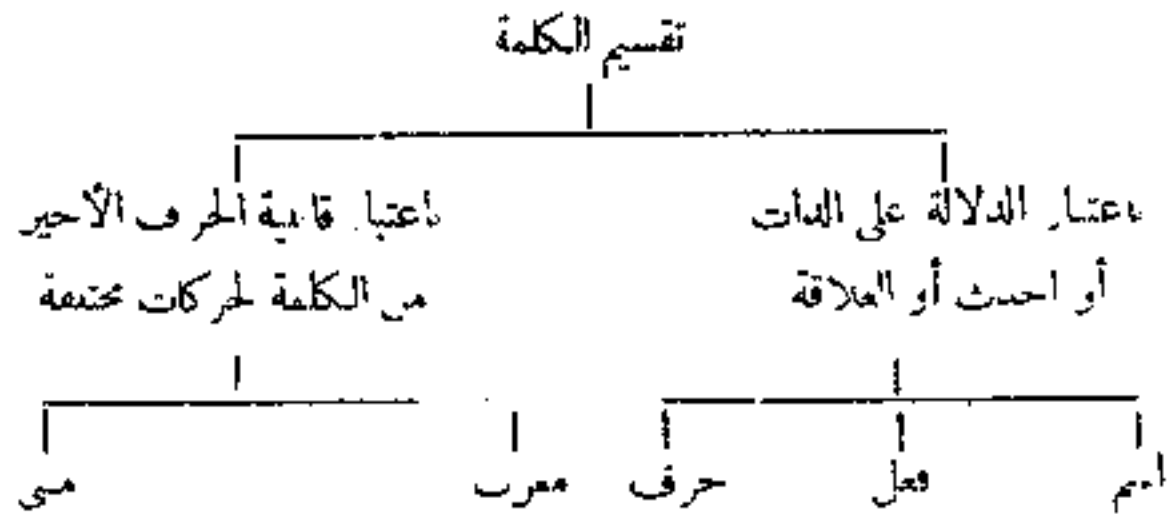 تقسيم الكلمة
باعتبار الدلالة على الذات
أو الحدث أو العلاقة
باعتبار قابلية الحرف الأخير
من الكلمة لحركات مختلفة
اسم
فعل
حرف
معرب
مبني